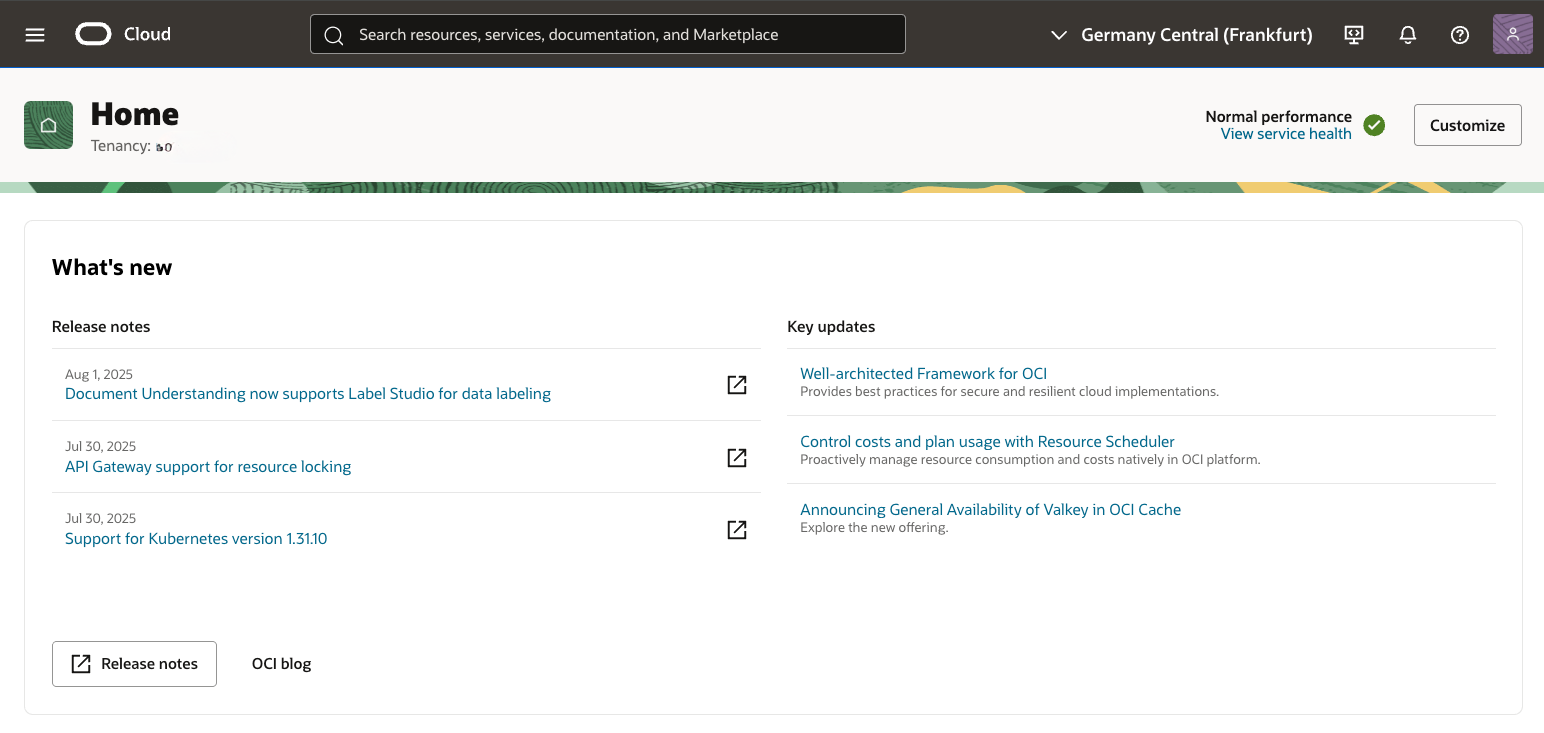 Cloud
Search resources, services, documentation, and Marketplace
Germany Central (Frankfurt)
Home
Tenancy:
Normal performance
View service health
Customize
What's new
Release notes
Aug 1, 2025
Document Understanding now supports Label Studio for data labeling
Jul 30, 2025
API Gateway support for resource locking
Jul 30, 2025
Support for Kubernetes version 1.31.10
Key updates
Well-architected Framework for OCI
Provides best practices for secure and resilient cloud implementations.
Control costs and plan usage with Resource Scheduler
Proactively manage resource consumption and costs natively in OCI platform.
Announcing General Availability of Valkey in OCI Cache
Explore the new offering.
Release notes
OCI blog